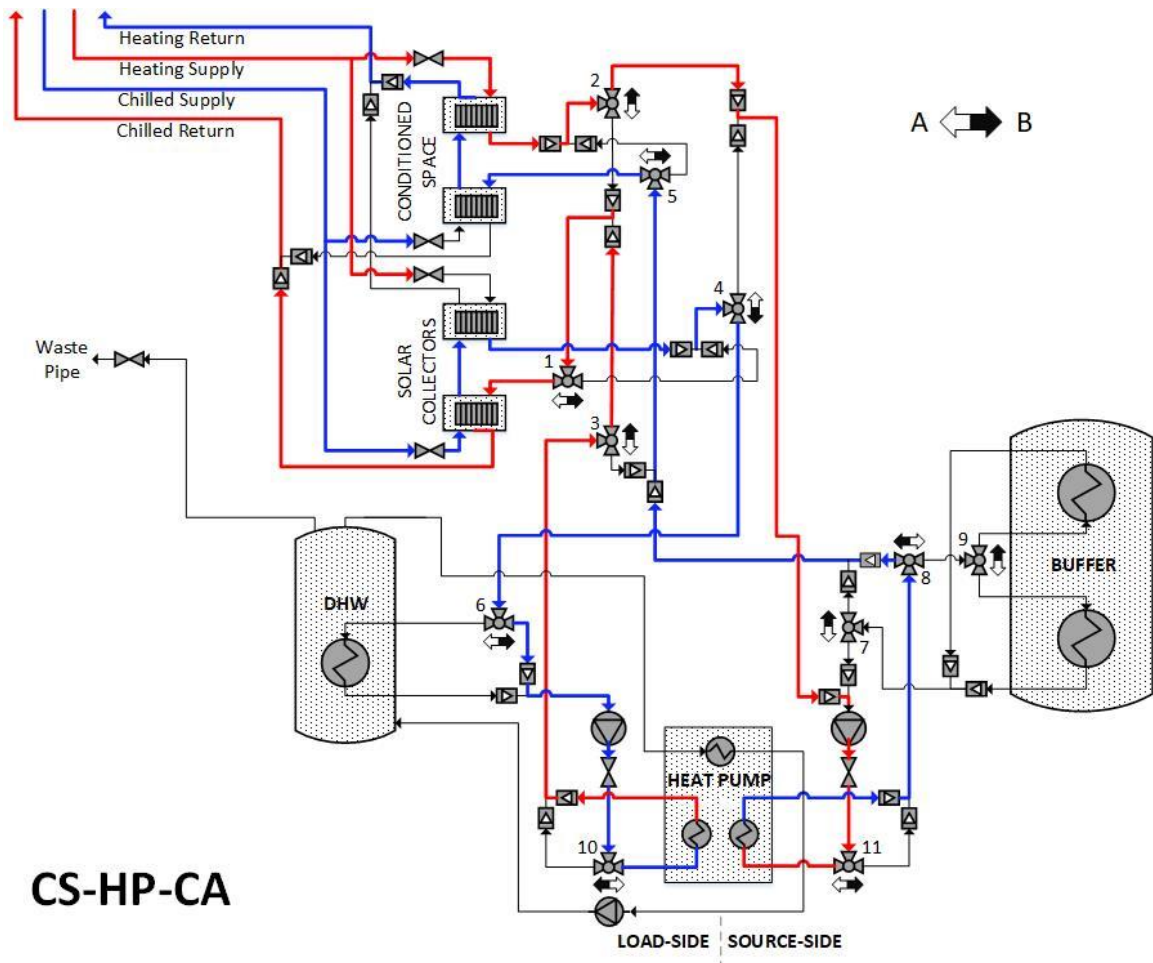 Heating Return
Heating Supply
Chilled Supply
Chilled Return
CONDITIONED
SPACE
SOLAR
COLLECTORS
2
A
B
5
4
1
3
Waste
Pipe
DHW
6
9
8
BUFFER
7
HEAT PUMP
10
11
CS-HP-CA
LOAD-SIDE
SOURCE-SIDE